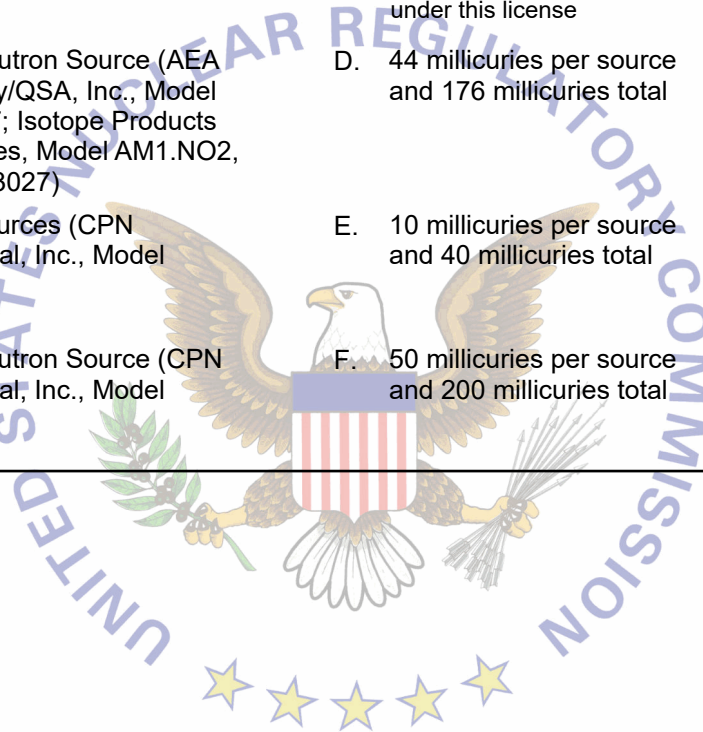 under this license
utron Source (AEA
D. 44 millicuries per source
y/QSA, Inc., Model
and 176 millicuries total
; Isotope Products
es, Model AM1.NO2,
3027)
urces (CPN
E. 10 millicuries per source
al, Inc., Model
and 40 millicuries total
utron Source (CPN
F. 50 millicuries per source
al, Inc., Model
and 200 millicuries total
UNITED STATES NUCLEAR REGULATORY COMMISSION